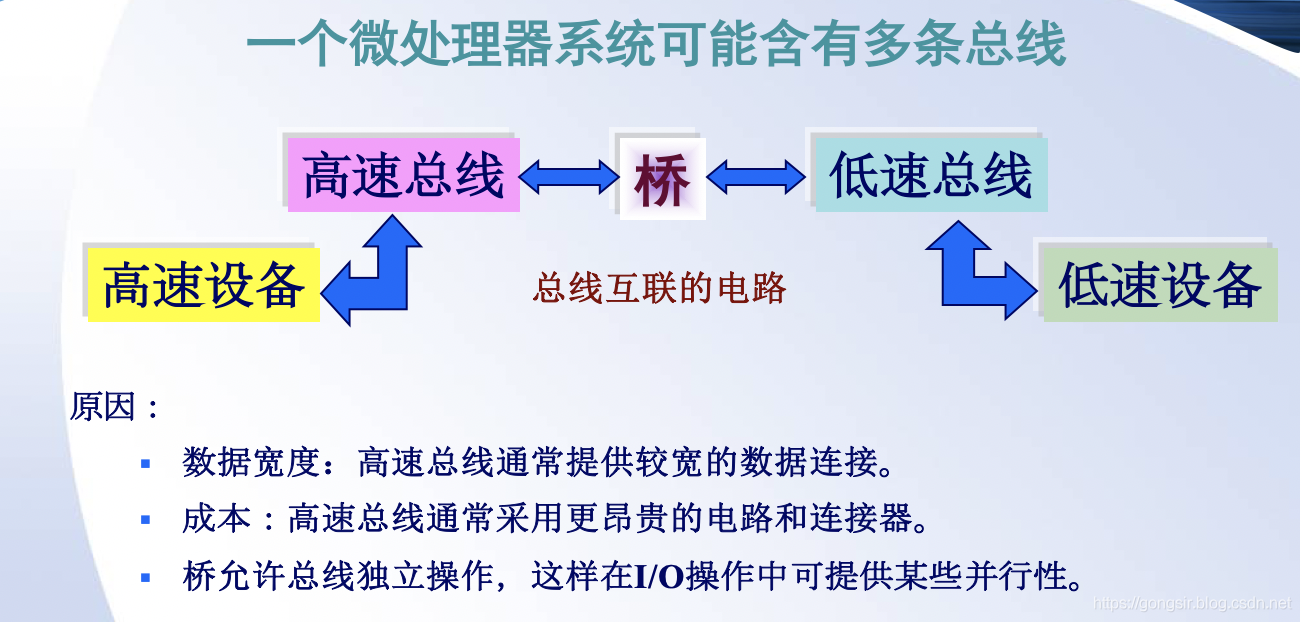 一个微处理器系统可能含有多条总线
高速总线
桥
低速总线
高速设备
总线互联的电路
低速设备
原因：
▪ 数据宽度：高速总线通常提供较宽的数据连接。
▪ 成本：高速总线通常采用更昂贵的电路和连接器。
▪ 桥允许总线独立操作，这样在I/O操作中可提供某些并行性。
https://gongsir.blog.csdn.net